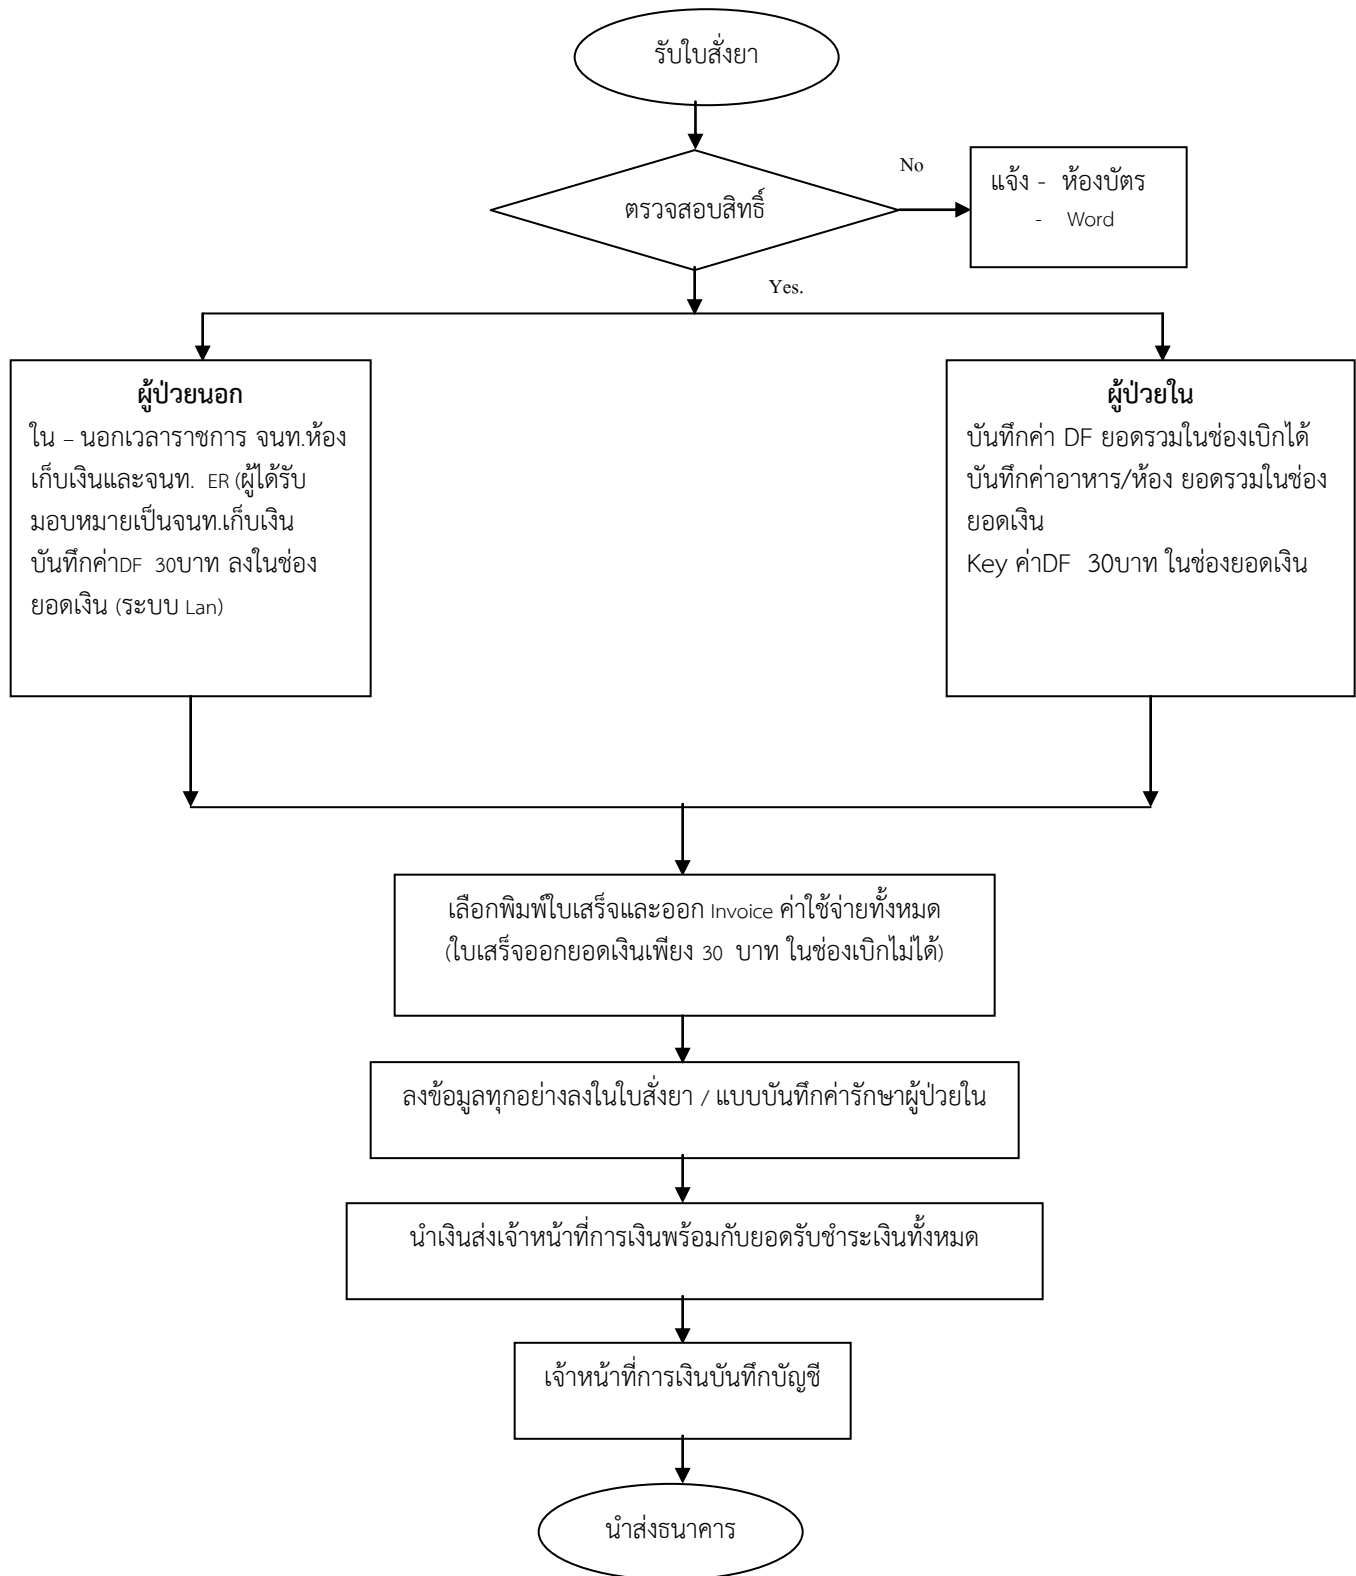 รับใบสั่งยา
ตรวจสอบสิทธิ์
No
แจ้ง - ห้องบัตร
- Word
Yes.
ผู้ป่วยนอก
ใน – นอกเวลาราชการ จนท.ห้อง
เก็บเงินและจนท. ER (ผู้ได้รับ
มอบหมายเป็นจนท.เก็บเงิน
บันทึกค่าDF 30บาท ลงในช่อง
ยอดเงิน (ระบบ Lan)
ผู้ป่วยใน
บันทึกค่า DF ยอดรวมในช่องเบิกได้
บันทึกค่าอาหาร/ห้อง ยอดรวมในช่อง
ยอดเงิน
Key ค่าDF 30บาท ในช่องยอดเงิน
เลือกพิมพ์ใบเสร็จและออก Invoice ค่าใช้จ่ายทั้งหมด
(ใบเสร็จออกยอดเงินเพียง 30 บาท ในช่องเบิกไม่ได้)
ลงข้อมูลทุกอย่างลงในใบสั่งยา / แบบบันทึกค่ารักษาผู้ป่วยใน
นำเงินส่งเจ้าหน้าที่การเงินพร้อมกับยอดรับชำระเงินทั้งหมด
เจ้าหน้าที่การเงินบันทึกบัญชี
นำส่งธนาคาร